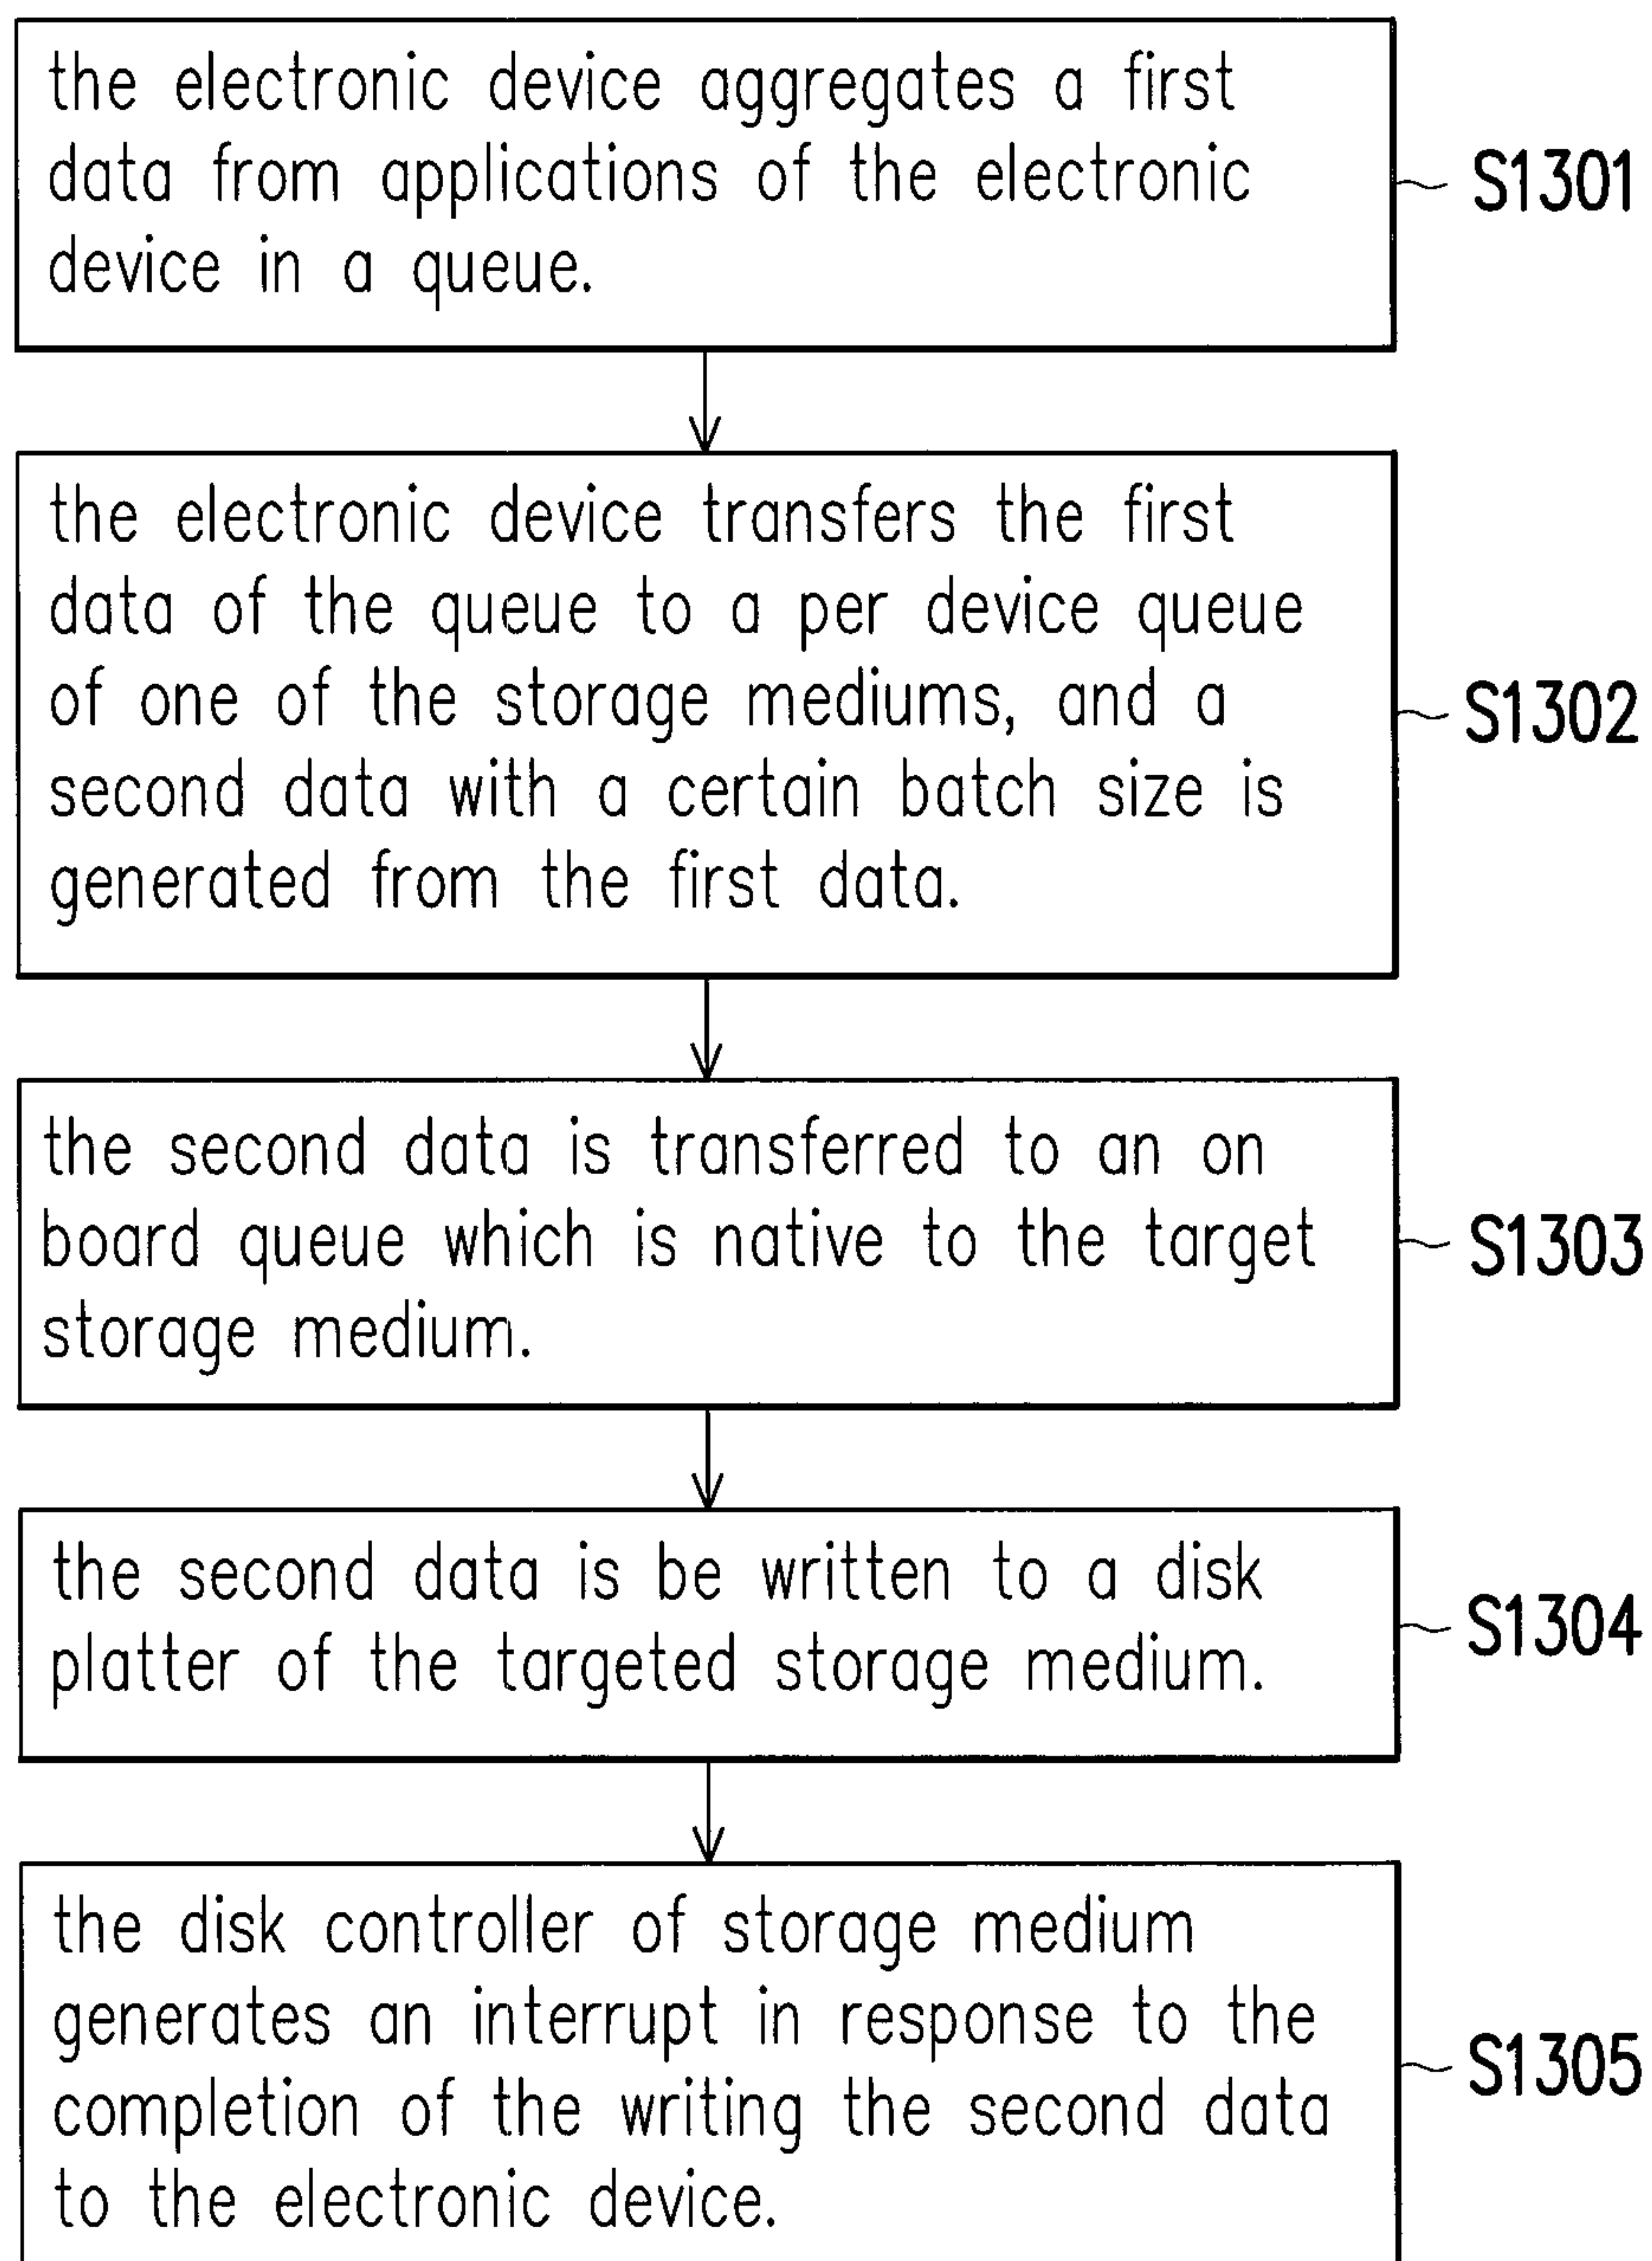 the electronic device aggregates a first
data from applications of the electronic
device in a queue.
S1301
the electronic device transfers the first
data of the queue to a per device queue
of one of the storage mediums, and a
second data with a certain batch size is
generated from the first data.
S1302
the second data is transferred to an on
board queue which is native to the target
storage medium.
S1303
the second data is be written to a disk
platter of the targeted storage medium.
S1304
the disk controller of storage medium
generates an interrupt in response to the
completion of the writing the second data
to the electronic device.
S1305